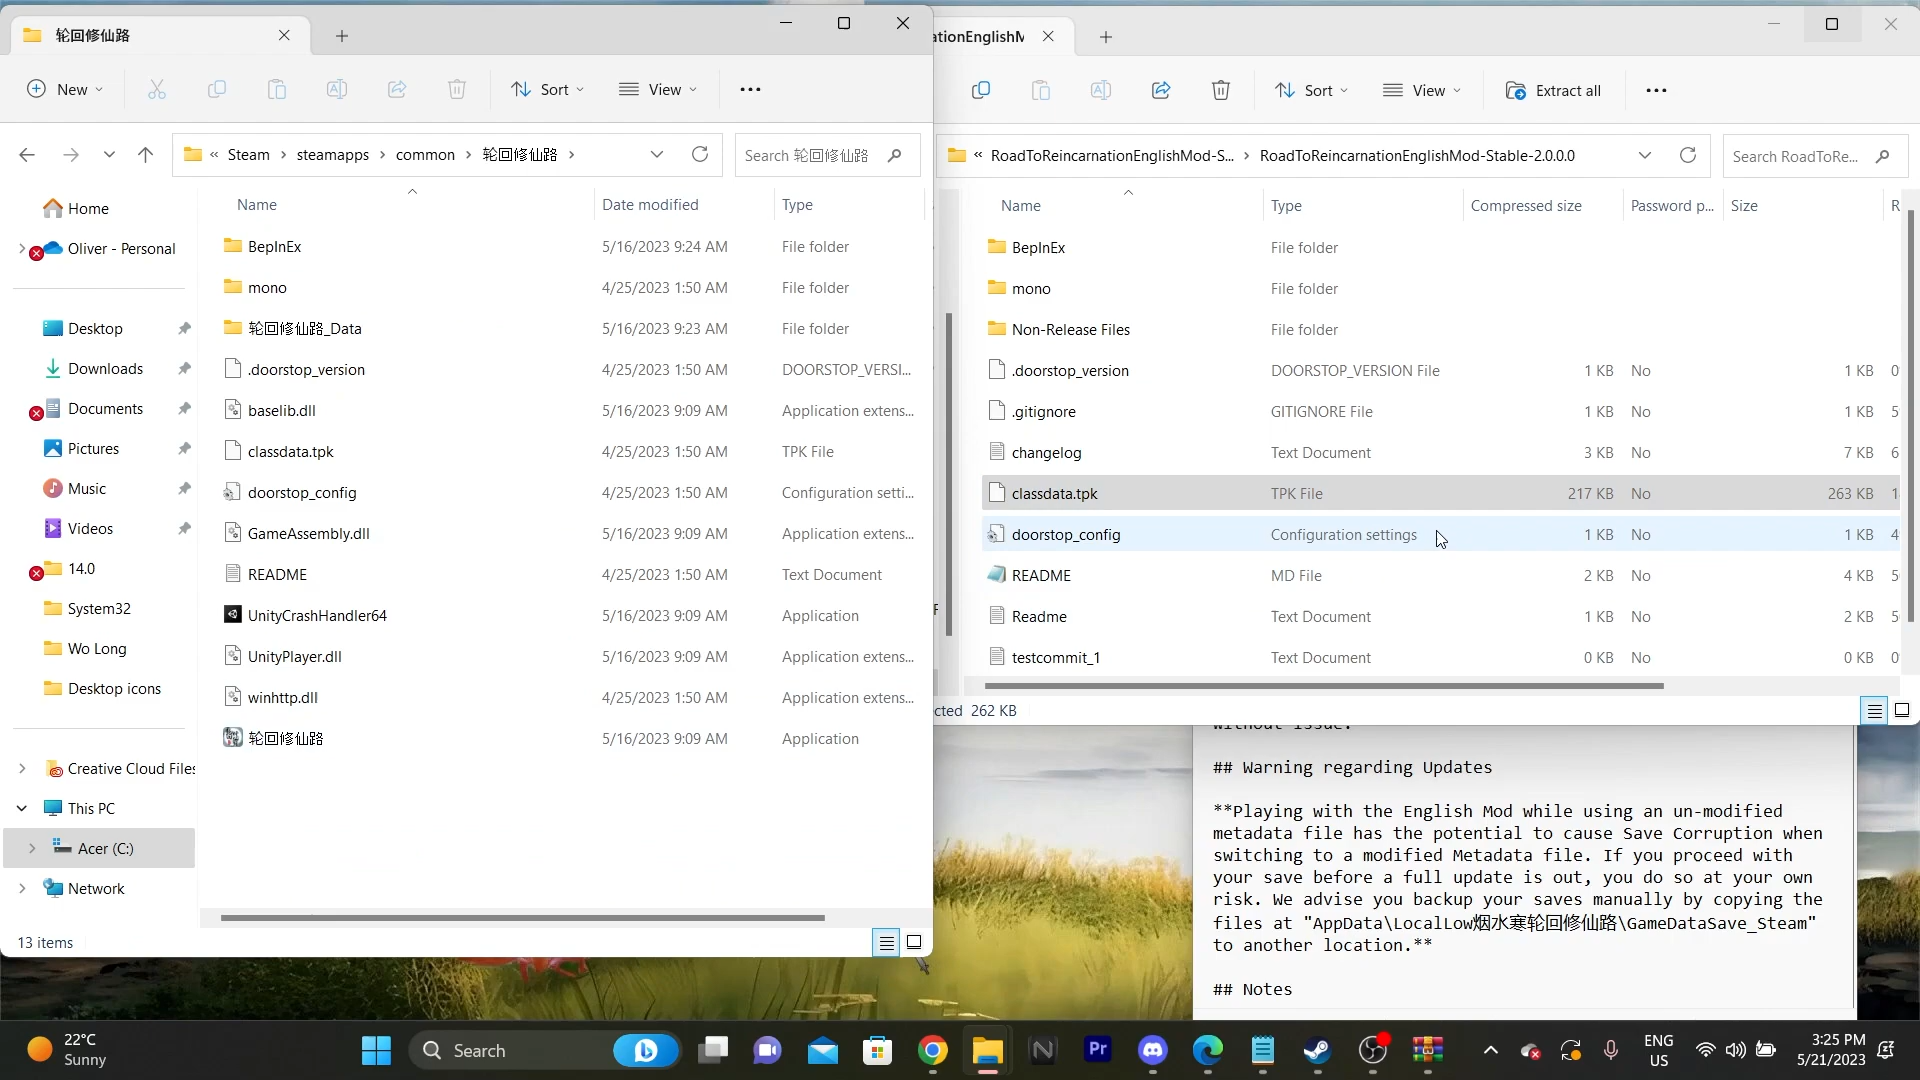 轮回修仙路
New
Sort
View
Steam
steamapps
common
轮回修仙路
Search 轮回修仙路
Home
Oliver - Personal
Desktop
Downloads
Documents
Pictures
Music
Videos
14.0
System32
Wo Long
Desktop icons
Creative Cloud Files
This PC
Acer (C:)
Network
Name Date modified Type
BepInEx 5/16/2023 9:24 AM File folder
mono 4/25/2023 1:50 AM File folder
轮回修仙路_Data 5/16/2023 9:23 AM File folder
.doorstop_version 4/25/2023 1:50 AM DOORSTOP_VERSI...
baselib.dll 5/16/2023 9:09 AM Application extens...
classdata.tpk 4/25/2023 1:50 AM TPK File
doorstop_config 4/25/2023 1:50 AM Configuration setti...
GameAssembly.dll 5/16/2023 9:09 AM Application extens...
README 4/25/2023 1:50 AM Text Document
UnityCrashHandler64 5/16/2023 9:09 AM Application
UnityPlayer.dll 5/16/2023 9:09 AM Application extens...
winhttp.dll 4/25/2023 1:50 AM Application extens...
轮回修仙路 5/16/2023 9:09 AM Application
13 items
ationEnglishM
Sort
View
Extract all
« RoadToReincarnationEnglishMod-S... › RoadToReincarnationEnglishMod-Stable-2.0.0.0
Search RoadToRe...
Name Type Compressed size Password p... Size R
BepInEx File folder
mono File folder
Non-Release Files File folder
.doorstop_version DOORSTOP_VERSION File 1 KB No 1 KB 0
.gitignore GITIGNORE File 1 KB No 1 KB 5
changelog Text Document 3 KB No 7 KB 6
classdata.tpk TPK File 217 KB No 263 KB 1
doorstop_config Configuration settings 1 KB No 1 KB 4
README MD File 2 KB No 4 KB 5
Readme Text Document 1 KB No 2 KB 5
testcommit_1 Text Document 0 KB No 0 KB 0
cted 262 KB
without issue.
## Warning regarding Updates
**Playing with the English Mod while using an un-modified
metadata file has the potential to cause Save Corruption when
switching to a modified Metadata file. If you proceed with
your save before a full update is out, you do so at your own
risk. We advise you backup your saves manually by copying the
files at "AppData\LocalLow烟水寒轮回修仙路\GameDataSave_Steam"
to another location.**
## Notes
22°C
Sunny
Search
Pr
ENG
US
3:25 PM
5/21/2023